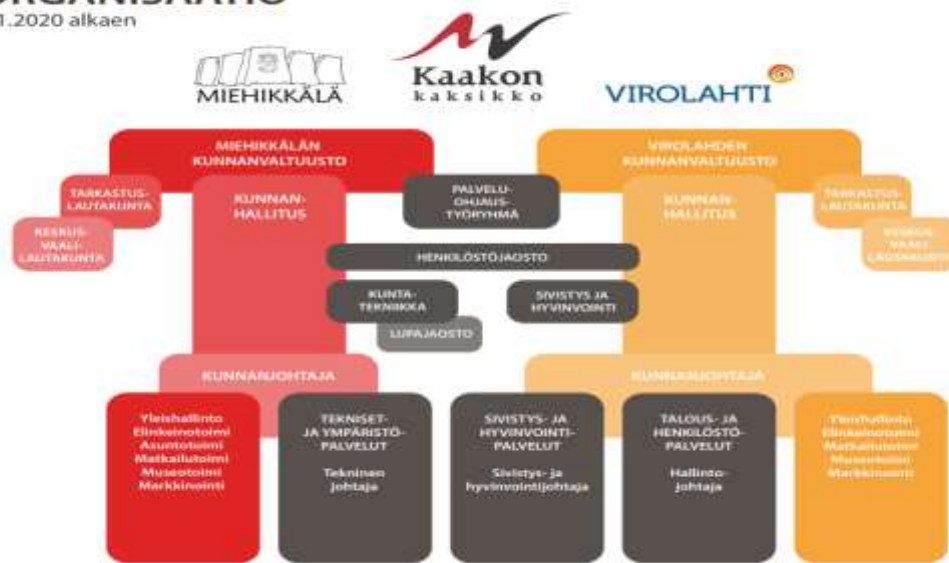 ORGANISAATIO
1.2020 alkaen
MIEHIKKÄLÄ
Kaakon
kaksikko
VIROLAHTI
MIEHIKKÄLÄN
KUNNANVALTUUSTO
VIROLAHDEN
KUNNANVALTUUSTO
TARKASTUS-
LAUTAKUNTA
KUNNAN-
HALLITUS
PALVELU-
OHJAUS-
TYÖRYHMÄ
KUNNAN-
HALLITUS
TARKASTUS-
LAUTAKUNTA
KESKUS-
VAALI-
LAUTAKUNTA
KESKUS-
VAALI-
LAUTAKUNTA
HENKILÖSTÖJAOSTO
KUNTA-
TEKNIIKKA
SIVISTYS JA
HYVINVOINTI
LUPAJAOSTO
KUNNANJOHTAJA
KUNNANJOHTAJA
Yleishallinto
Elinkeinotoimi
Asuntotoimi
Matkailutoimi
Museotoimi
Markkinointi
TEKNISET-
JA YMPÄRISTÖ-
PALVELUT
Tekninen
johtaja
SIVISTYS- JA
HYVINVOINTI-
PALVELUT
Sivistys- ja
hyvinvointijohtaja
TALOUS- JA
HENKILÖSTÖ-
PALVELUT
Hallinto-
johtaja
Yleishallinto
Elinkeinotoimi
Matkailutoimi
Museotoimi
Markkinointi